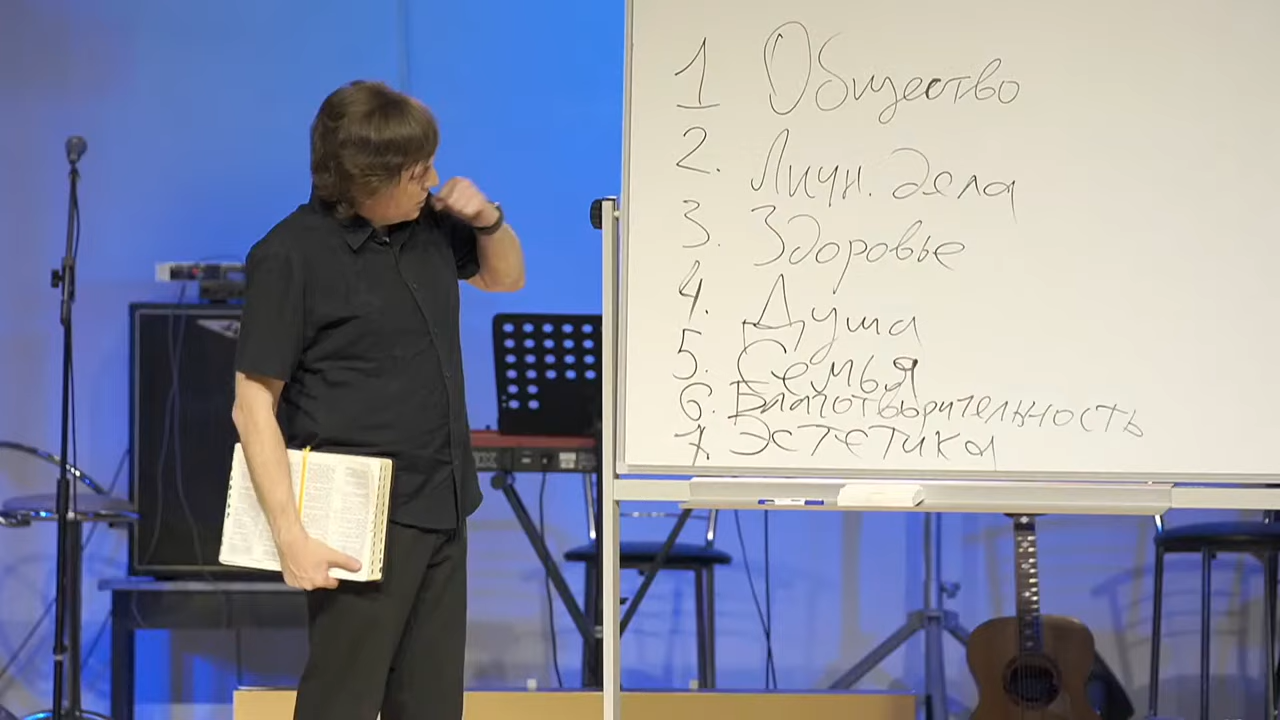 1 Общество
2. Личн. дела
3. Здоровье
4. Душа
5. Семья
6. Благотворительность
7. Эстетика